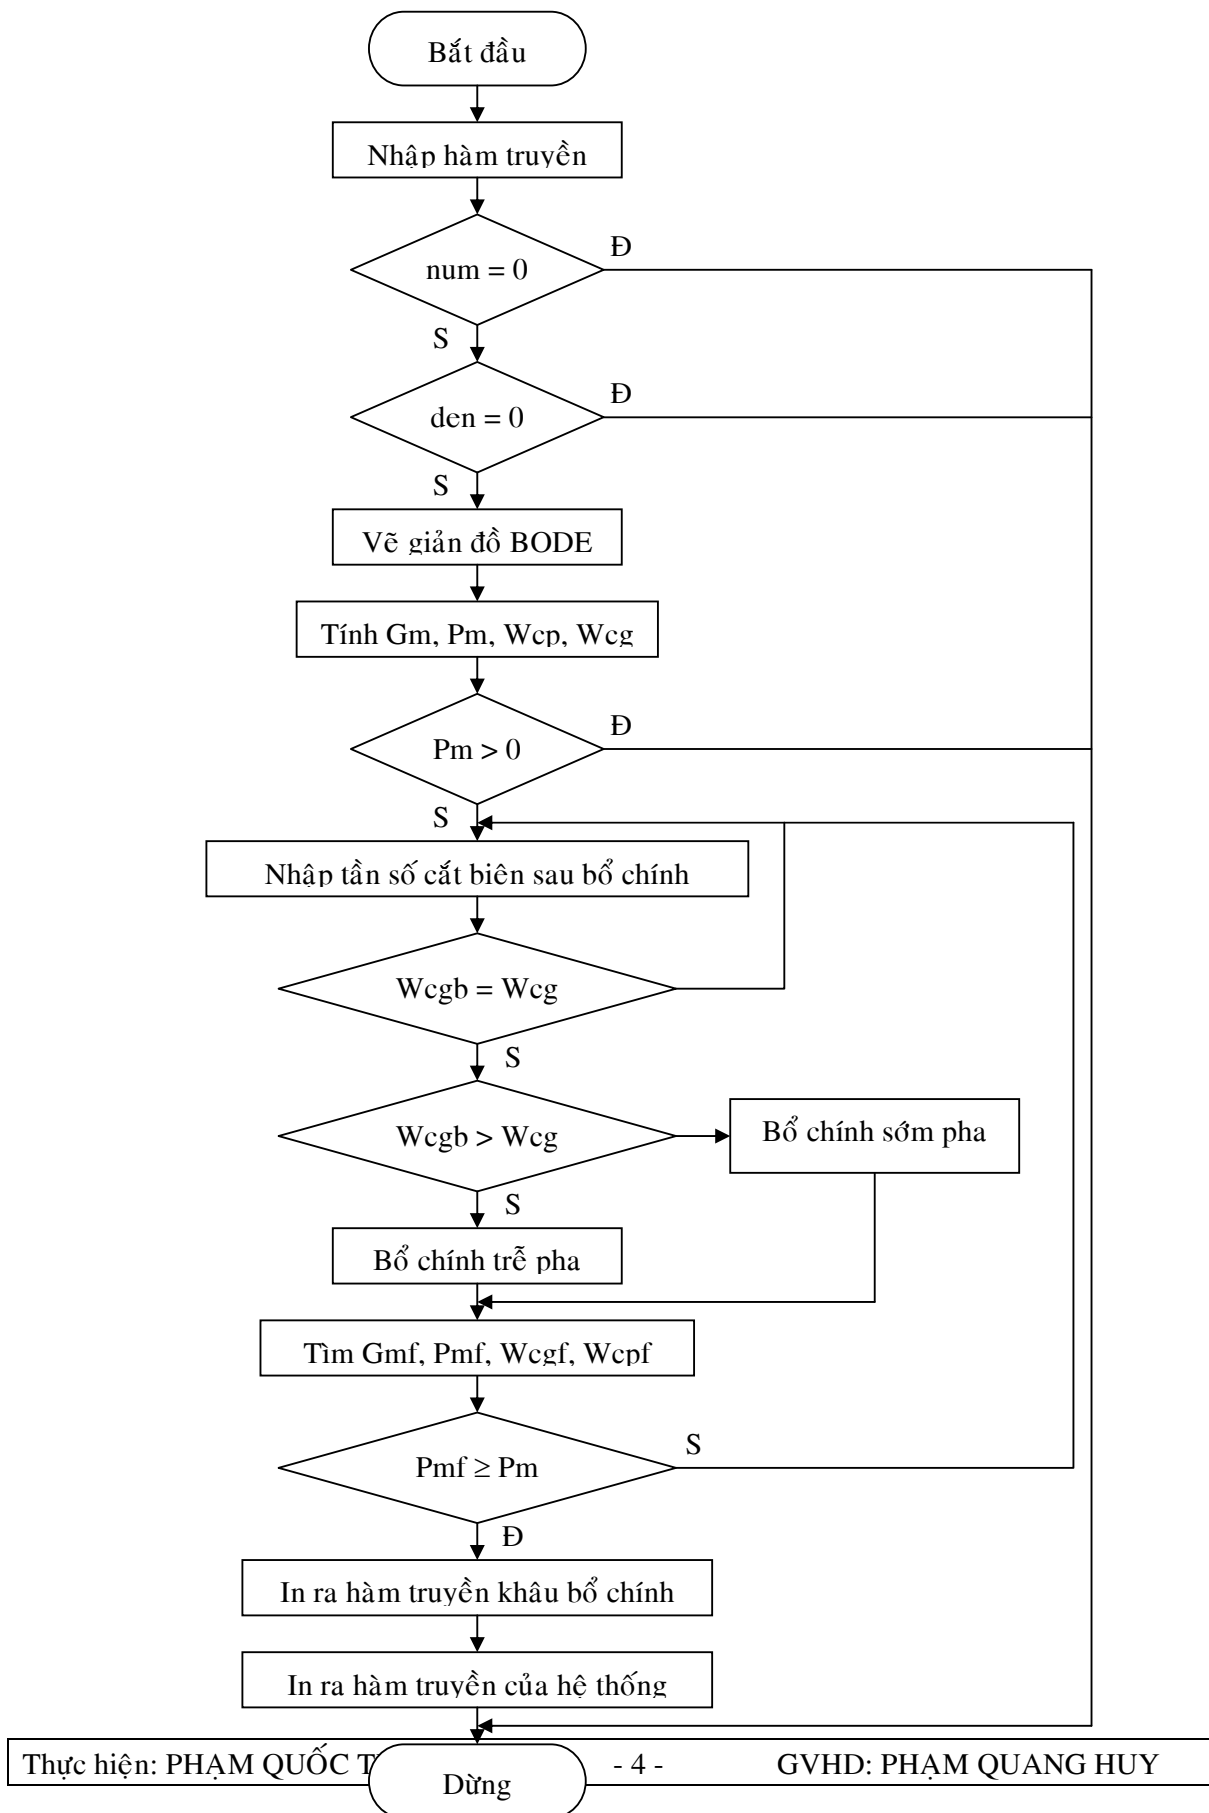 Bắt đầu
Nhập hàm truyền
Đ
num = 0
S
Đ
den = 0
S
Vẽ giản đồ BODE
Tính Gm, Pm, Wcp, Wcg
Đ
Pm > 0
S
Nhập tần số cắt biên sau bổ chính
Wcgb = Wcg
S
Wcgb > Wcg
Bổ chính sớm pha
S
Bổ chính trễ pha
Tìm Gmf, Pmf, Wcgf, Wcpf
S
Pmf ≥ Pm
Đ
In ra hàm truyền khâu bổ chính
In ra hàm truyền của hệ thống
Thực hiện: PHẠM QUỐC - 4 - GVHD: PHẠM QUANG HUY
Dừng